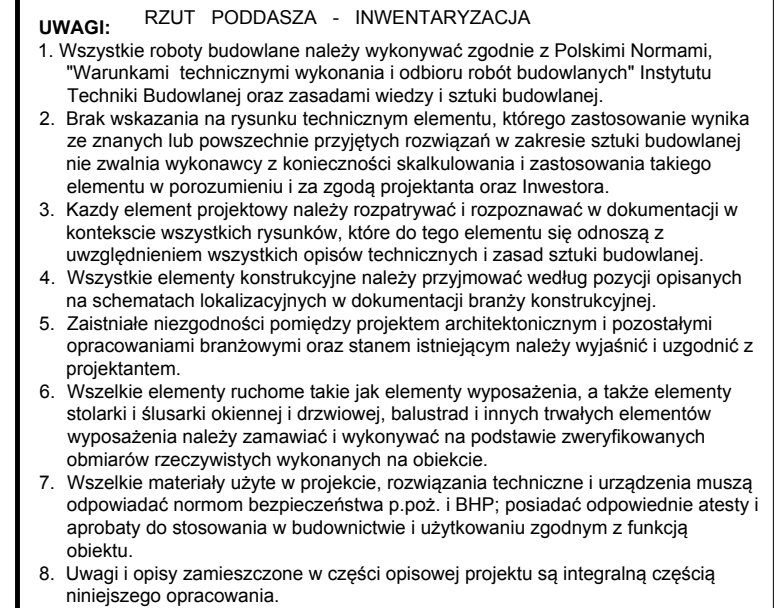 RZUT PODDASZA - INWENTARYZACJA
UWAGI:
1. Wszystkie roboty budowlane należy wykonywać zgodnie z Polskimi Normami,
"Warunkami technicznymi wykonania i odbioru robót budowlanych" Instytutu
Techniki Budowlanej oraz zasadami wiedzy i sztuki budowlanej.
2. Brak wskazania na rysunku technicznym elementu, którego zastosowanie wynika
ze znanych lub powszechnie przyjętych rozwiązań w zakresie sztuki budowlanej
nie zwalnia wykonawcy z konieczności skalkulowania i zastosowania takiego
elementu w porozumieniu i za zgodą projektanta oraz Inwestora.
3. Kazdy element projektowy należy rozpatrywać i rozpoznawać w dokumentacji w
kontekscie wszystkich rysunków, które do tego elementu się odnoszą z
uwzględnieniem wszystkich opisów technicznych i zasad sztuki budowlanej.
4. Wszystkie elementy konstrukcyjne należy przyjmować według pozycji opisanych
na schematach lokalizacyjnych w dokumentacji branży konstrukcyjnej.
5. Zaistniałe niezgodności pomiędzy projektem architektonicznym i pozostałymi
opracowaniami branżowymi oraz stanem istniejącym należy wyjaśnić i uzgodnić z
projektantem.
6. Wszelkie elementy ruchome takie jak elementy wyposażenia, a także elementy
stolarki i ślusarki okiennej i drzwiowej, balustrad i innych trwałych elementów
wyposażenia należy zamawiać i wykonywać na podstawie zweryfikowanych
obmiarów rzeczywistych wykonanych na obiekcie.
7. Wszelkie materiały użyte w projekcie, rozwiązania techniczne i urządzenia muszą
odpowiadać normom bezpieczeństwa p.poż. i BHP; posiadać odpowiednie atesty i
aprobaty do stosowania w budownictwie i użytkowaniu zgodnym z funkcją
obiektu.
8. Uwagi i opisy zamieszczone w części opisowej projektu są integralną częścią
niniejszego opracowania.